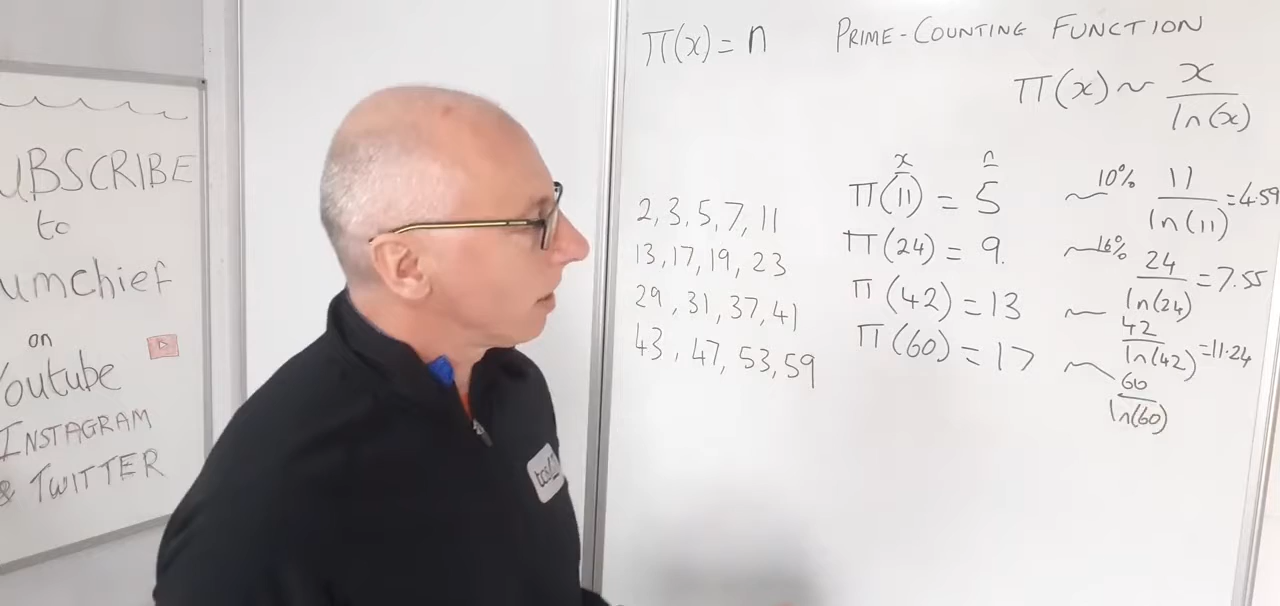 UBSCRIBE
to
umchief
on
Youtube
INSTAGRAM
& TWITTER
π(x) = n
PRIME-COUNTING FUNCTION
π(x) ~ x/ln(x)
2, 3, 5, 7, 11
13, 17, 19, 23
29, 31, 37, 41
43, 47, 53, 59
x n
π(11) = 5 ~ 10% 11/ln(11) = 4.59
π(24) = 9. ~ 16% 24/ln(24) = 7.55
π(42) = 13 ~ 42/ln(42) = 11.24
π(60) = 17 ~ 60/ln(60)